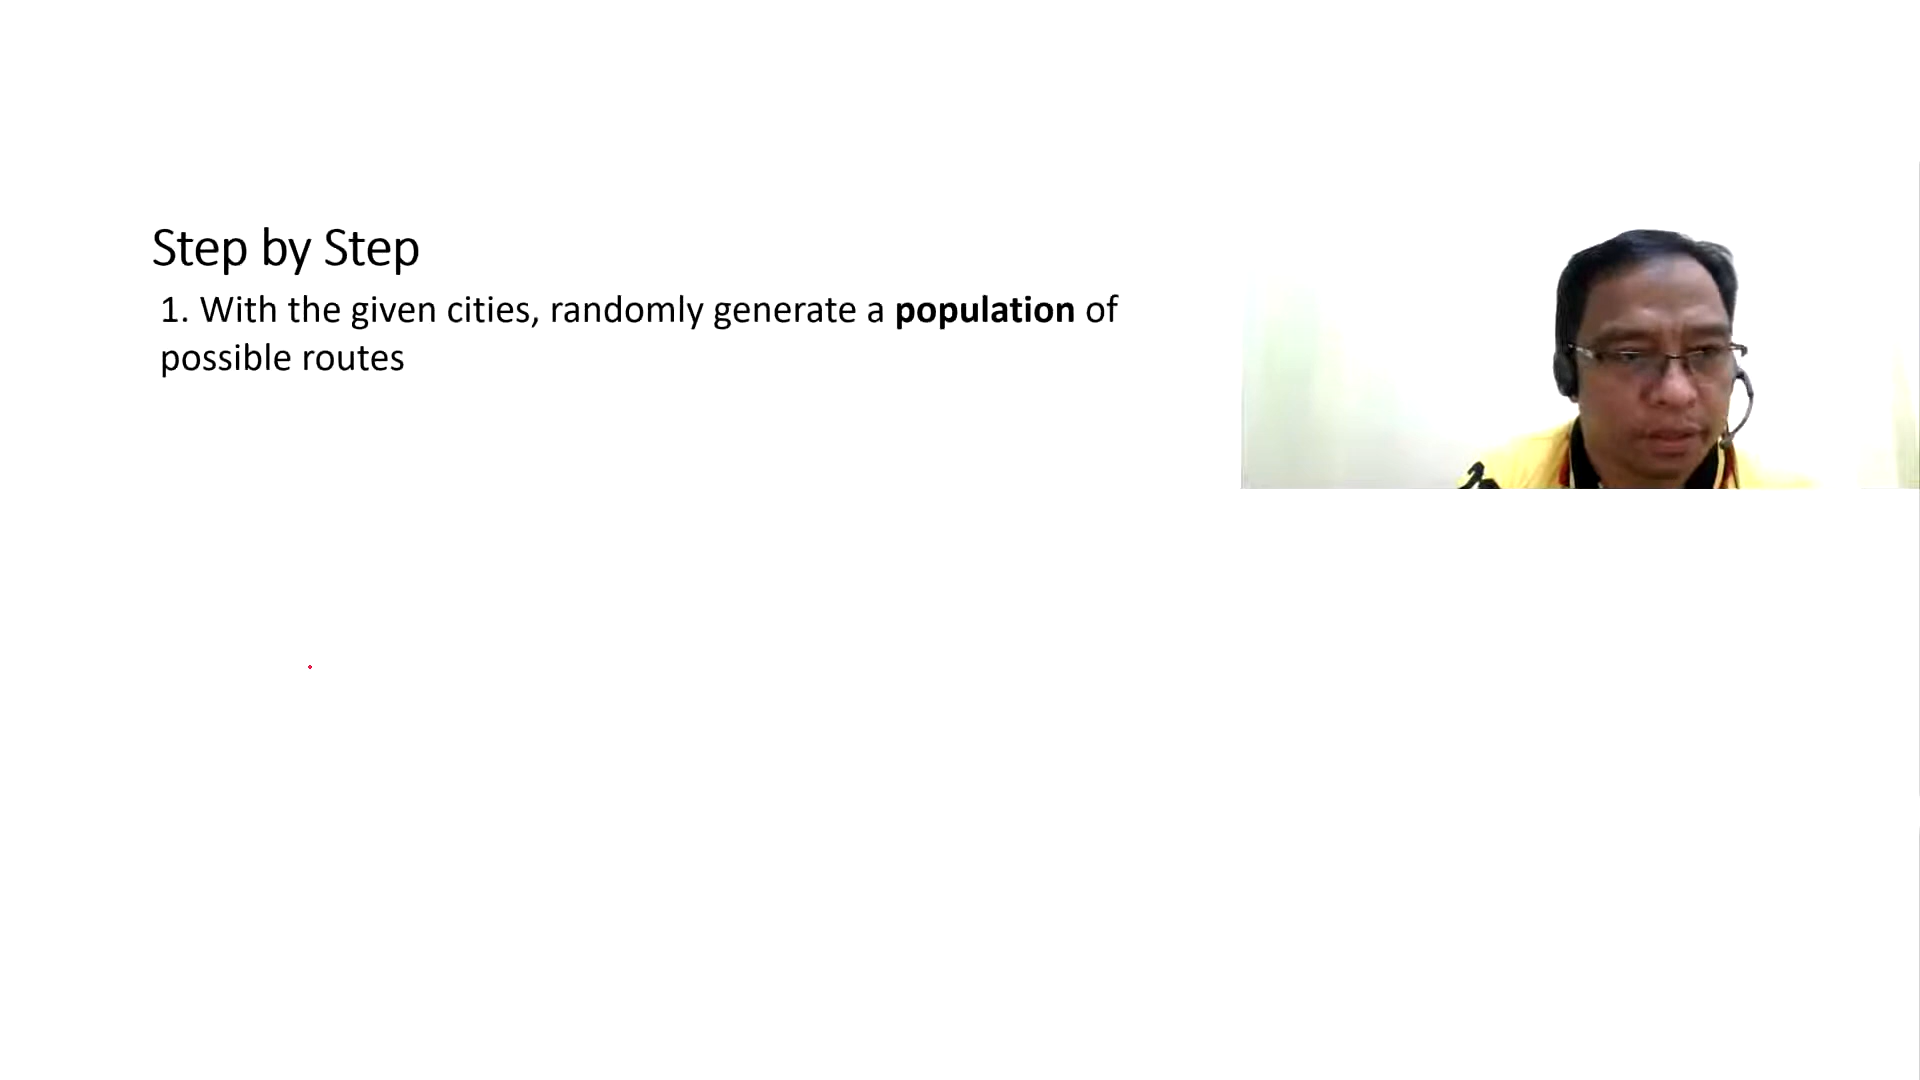 Step by Step
1. With the given cities, randomly generate a population of
possible routes